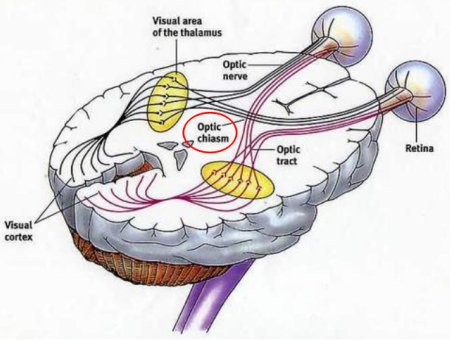 Visual area
of the thalamus
Optic
nerve
Optic
chiasm
Optic
tract
Retina
Visual
cortex